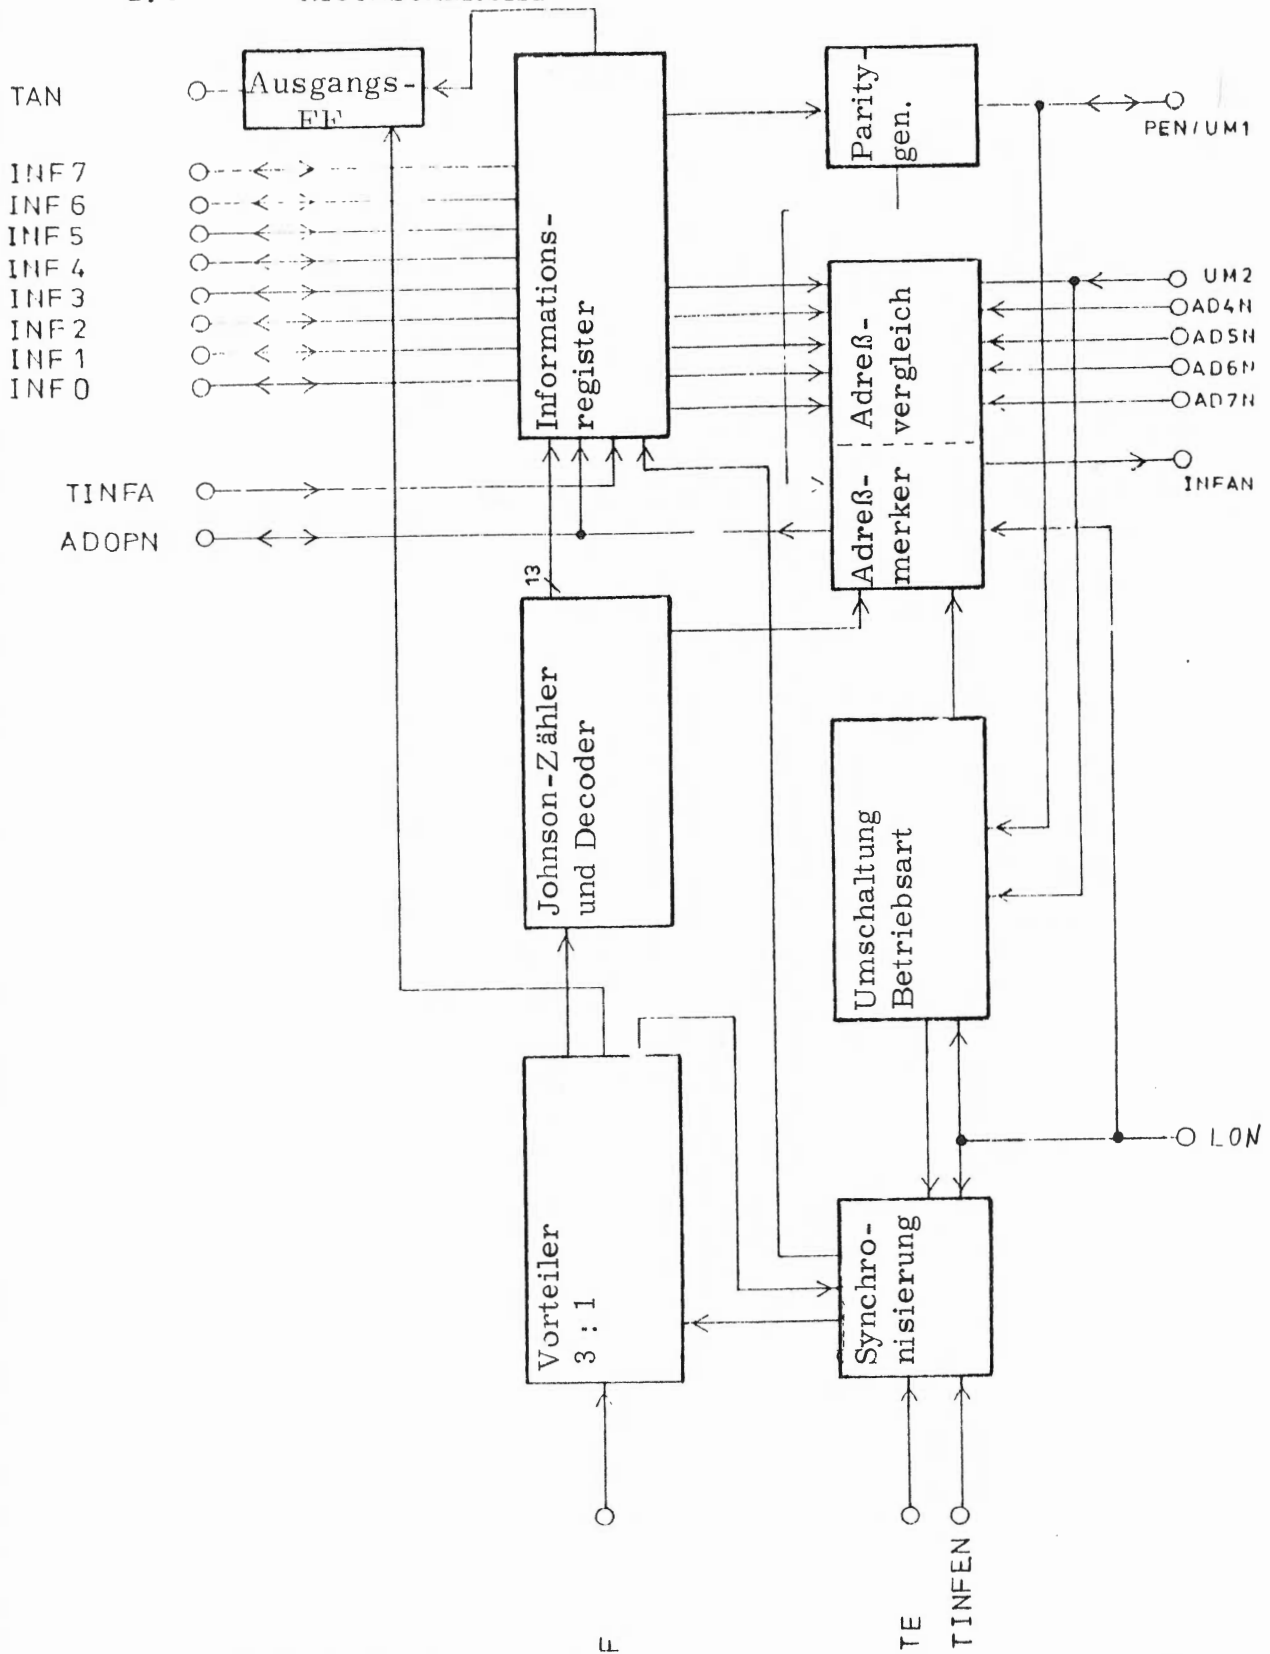 TAN
Ausgangs-
FF
INF7
INF6
INF5
INF4
INF3
INF2
INF1
INF0
TINFA
ADOPN
Informations-
register
Parity-
gen.
PEN/UM1
UM2
AD4N
AD5N
AD6N
AD7N
INFAN
Adreß-
vergleich
Adreß-
merker
13
Johnson-Zähler
und Decoder
Umschaltung
Betriebsart
LON
Vorteiler
3 : 1
Synchro-
nisierung
F
TE
TINFEN